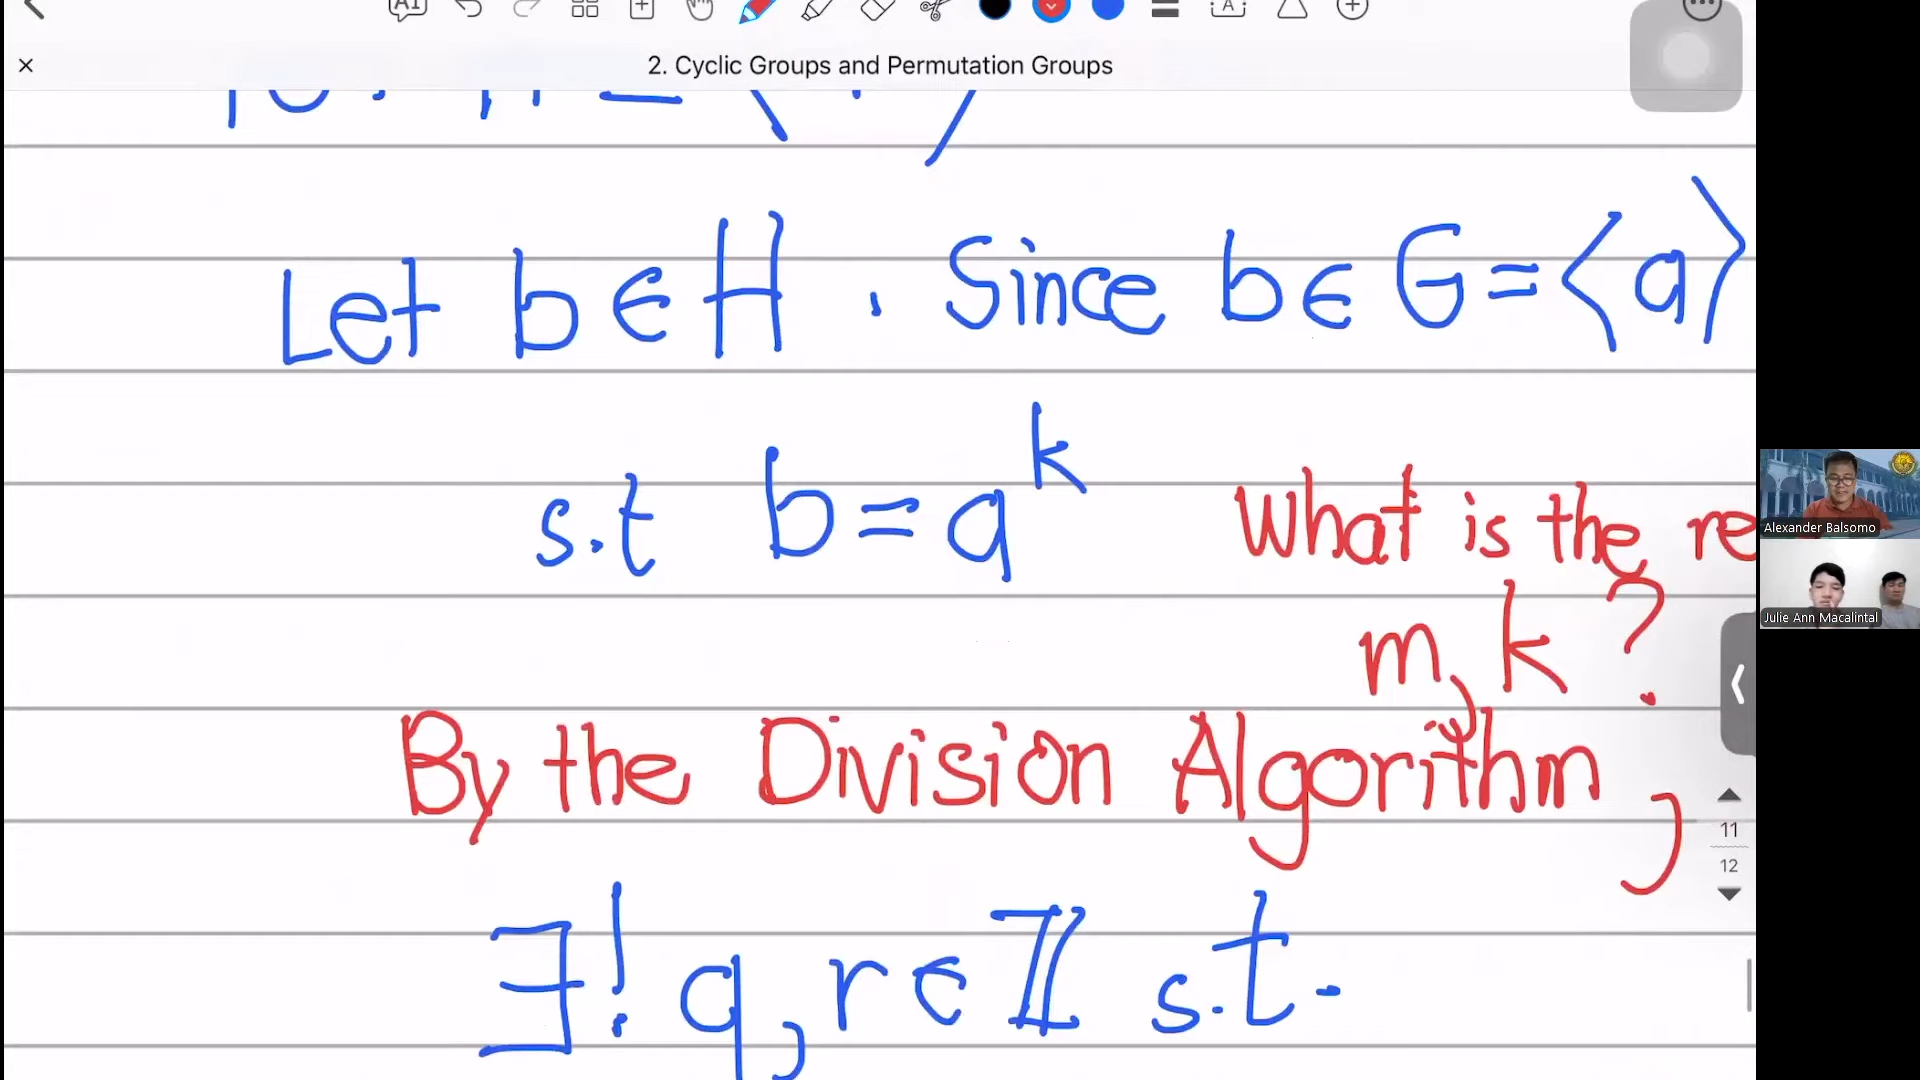 2. Cyclic Groups and Permutation Groups
Let b ∈ H. Since b ∈ G = ⟨a⟩
s.t b = a^k
What is the re
m, k?
By the Division Algorithm,
∃! q, r ∈ ℤ s.t.
Alexander Balsomo
Julie Ann Macalintal
11
12